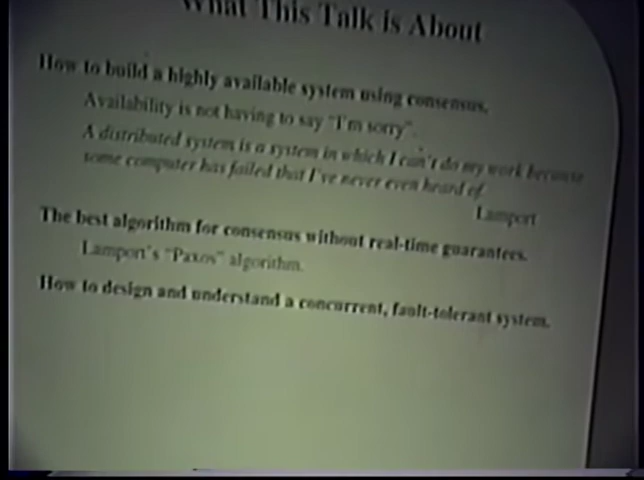 What This Talk is About
How to build a highly available system using consensus.
Availability is not having to say "I'm sorry".
A distributed system is a system in which I can't do my work because
some computer has failed that I've never even heard of.
Lamport
The best algorithm for consensus without real-time guarantees.
Lamport's "Paxos" algorithm.
How to design and understand a concurrent, fault-tolerant system.